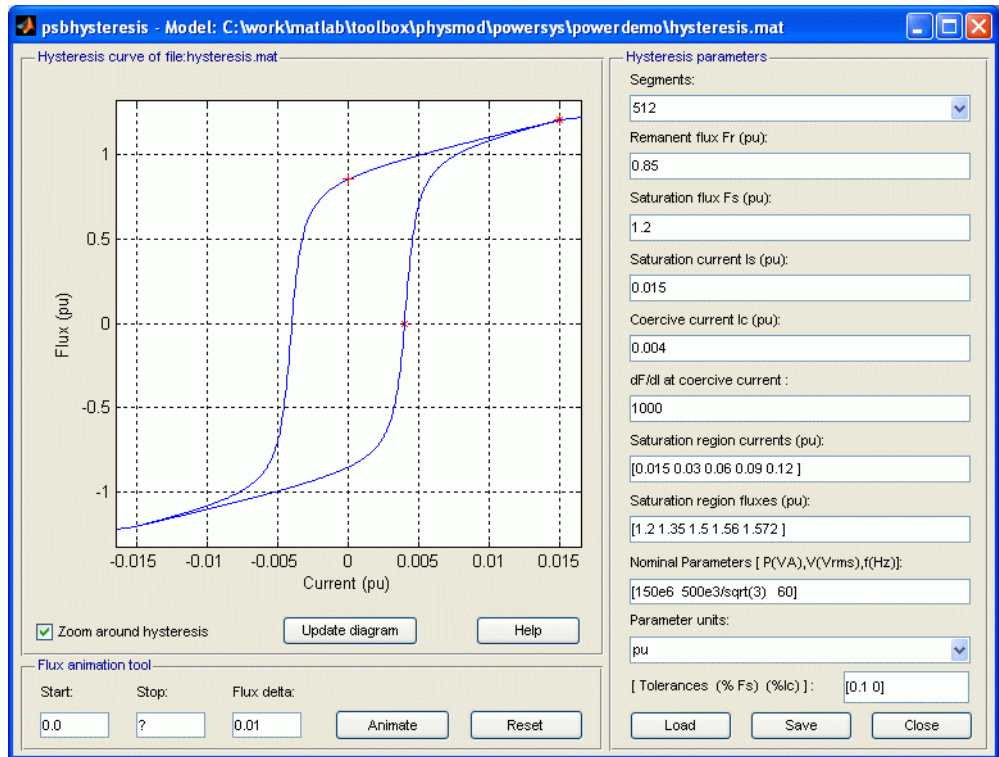 psbhysteresis - Model: C:\work\matlab\toolbox\physmod\powersys\powerdemo\hysteresis.mat
Hysteresis curve of file:hysteresis.mat
1
0.5
0
-0.5
-1
Flux (pu)
-0.015 -0.01 -0.005 0 0.005 0.01 0.015
Current (pu)
Zoom around hysteresis
Update diagram
Help
Flux animation tool
Start: Stop: Flux delta:
0.0 ? 0.01 Animate Reset
Hysteresis parameters
Segments:
512
Remanent flux Fr (pu):
0.85
Saturation flux Fs (pu):
1.2
Saturation current Is (pu):
0.015
Coercive current Ic (pu):
0.004
dF/dI at coercive current :
1000
Saturation region currents (pu):
[0.015 0.03 0.06 0.09 0.12 ]
Saturation region fluxes (pu):
[1.2 1.35 1.5 1.56 1.572 ]
Nominal Parameters [ P(VA),V(Vrms),f(Hz)]:
[150e6 500e3/sqrt(3) 60]
Parameter units:
pu
[ Tolerances (% Fs) (%Ic) ] : [0.1 0]
Load Save Close